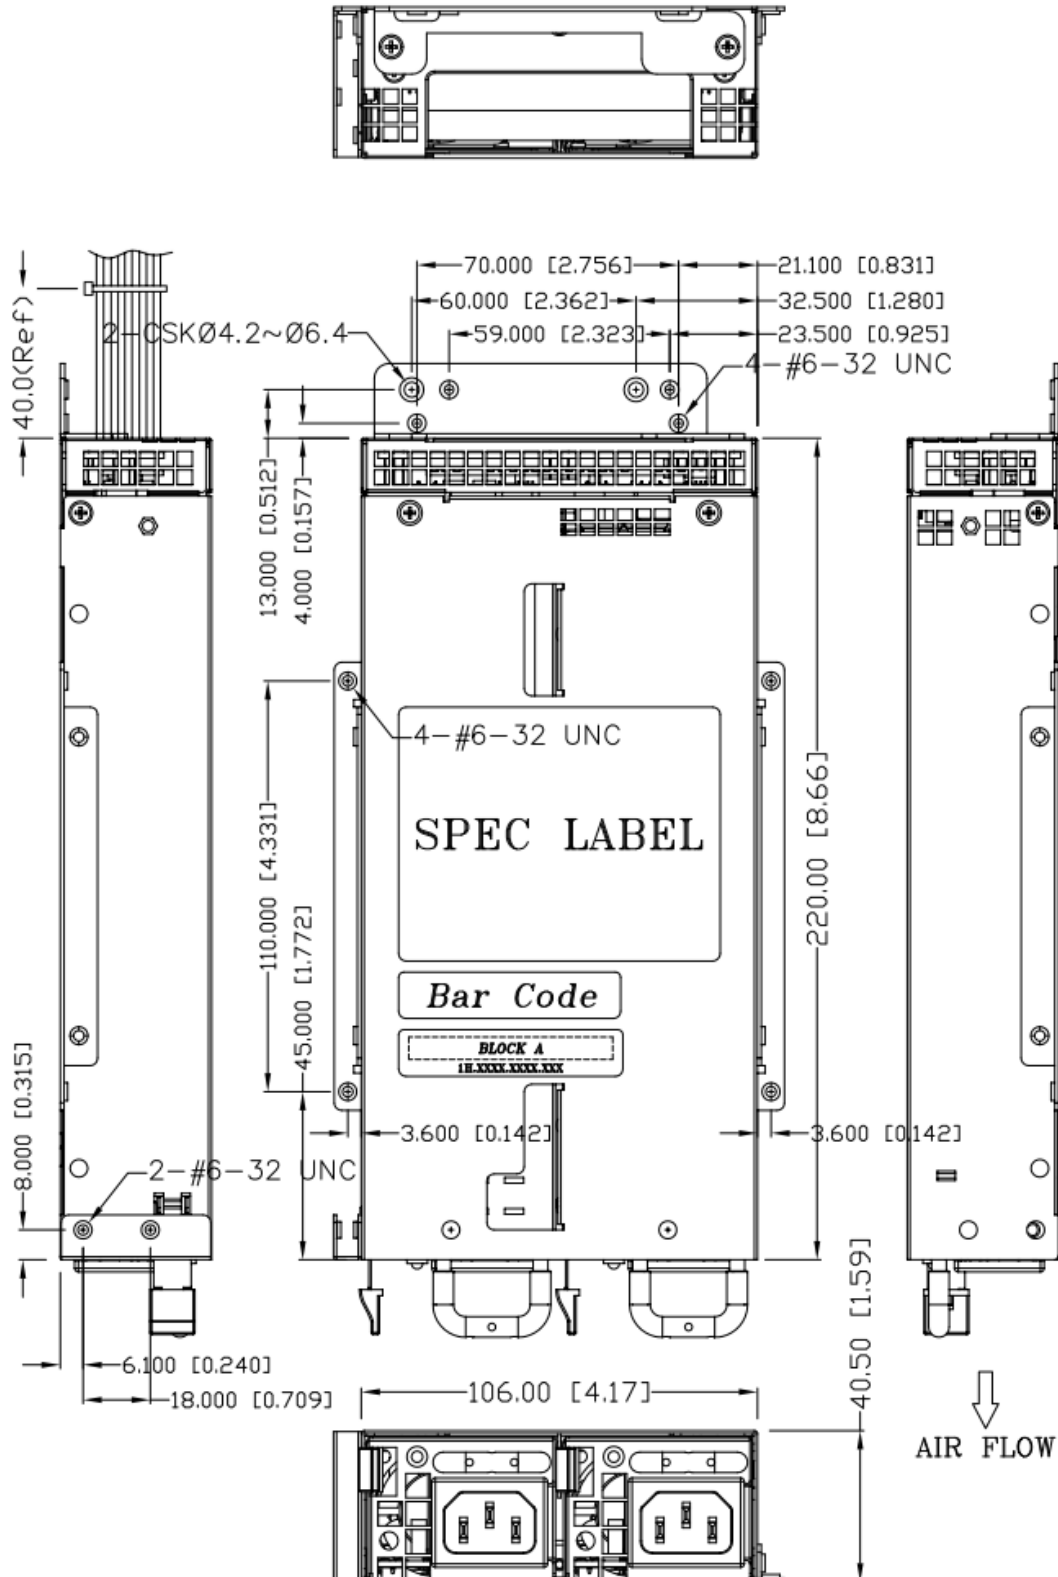 70.000 [2.756]
21.100 [0.831]
60.000 [2.362]
32.500 [1.280]
2-CSKØ4.2~Ø6.4
59.000 [2.323]
23.500 [0.925]
4-#6-32 UNC
40.0(Ref)
13.000 [0.512]
4.000 [0.157]
4-#6-32 UNC
220.00 [8.66]
SPEC LABEL
110.000 [4.331]
45.000 [1.772]
Bar Code
BLOCK A
1H.XXXX.XXXX.XXX
8.000 [0.315]
3.600 [0.142]
3.600 [0.142]
2-#6-32 UNC
6.100 [0.240]
18.000 [0.709]
106.00 [4.17]
40.50 [1.59]
AIR FLOW